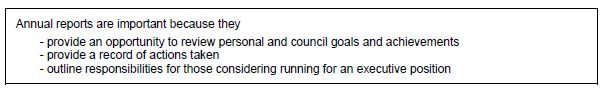 Annual reports are important because they
- provide an opportunity to review personal and council goals and achievements
- provide a record of actions taken
- outline responsibilities for those considering running for an executive position